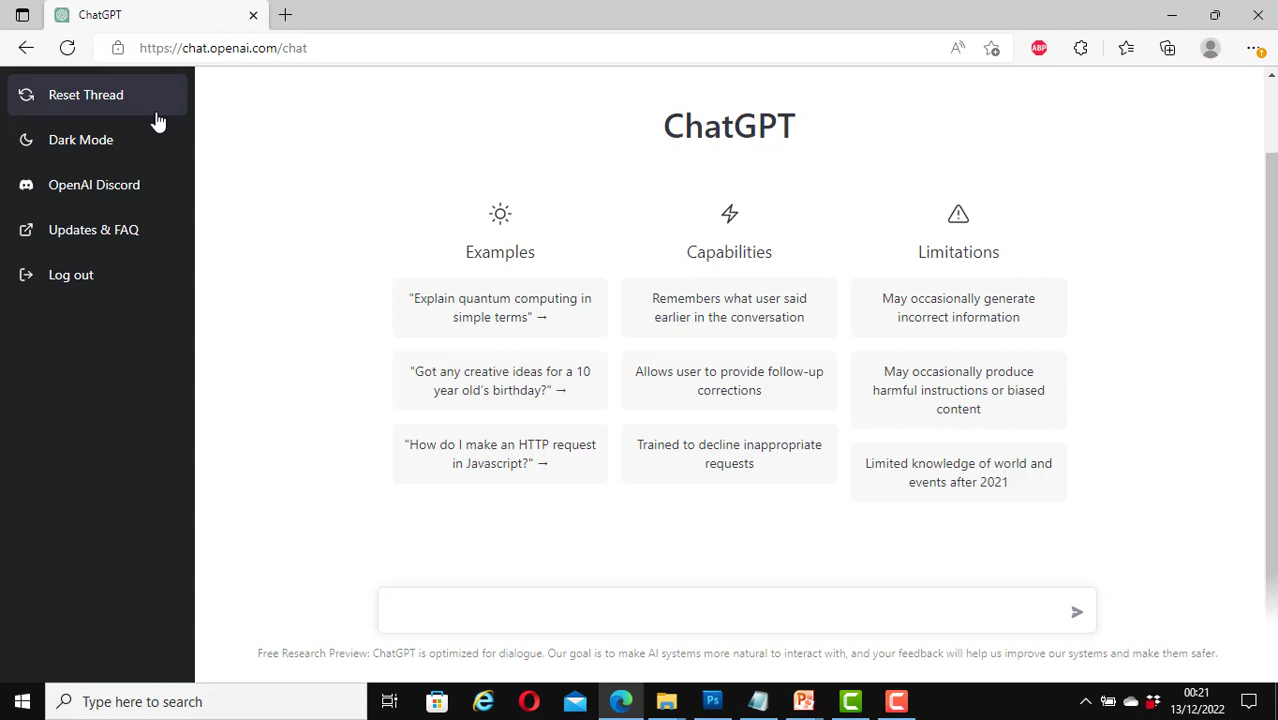 ChatGPT
https://chat.openai.com/chat
ABP
Reset Thread
Dark Mode
OpenAI Discord
Updates & FAQ
Log out
ChatGPT
Examples
"Explain quantum computing in
simple terms" →
"Got any creative ideas for a 10
year old's birthday?" →
"How do I make an HTTP request
in Javascript?" →
Capabilities
Remembers what user said
earlier in the conversation
Allows user to provide follow-up
corrections
Trained to decline inappropriate
requests
Limitations
May occasionally generate
incorrect information
May occasionally produce
harmful instructions or biased
content
Limited knowledge of world and
events after 2021
Free Research Preview: ChatGPT is optimized for dialogue. Our goal is to make AI systems more natural to interact with, and your feedback will help us improve our systems and make them safer.
Type here to search
00:21
13/12/2022